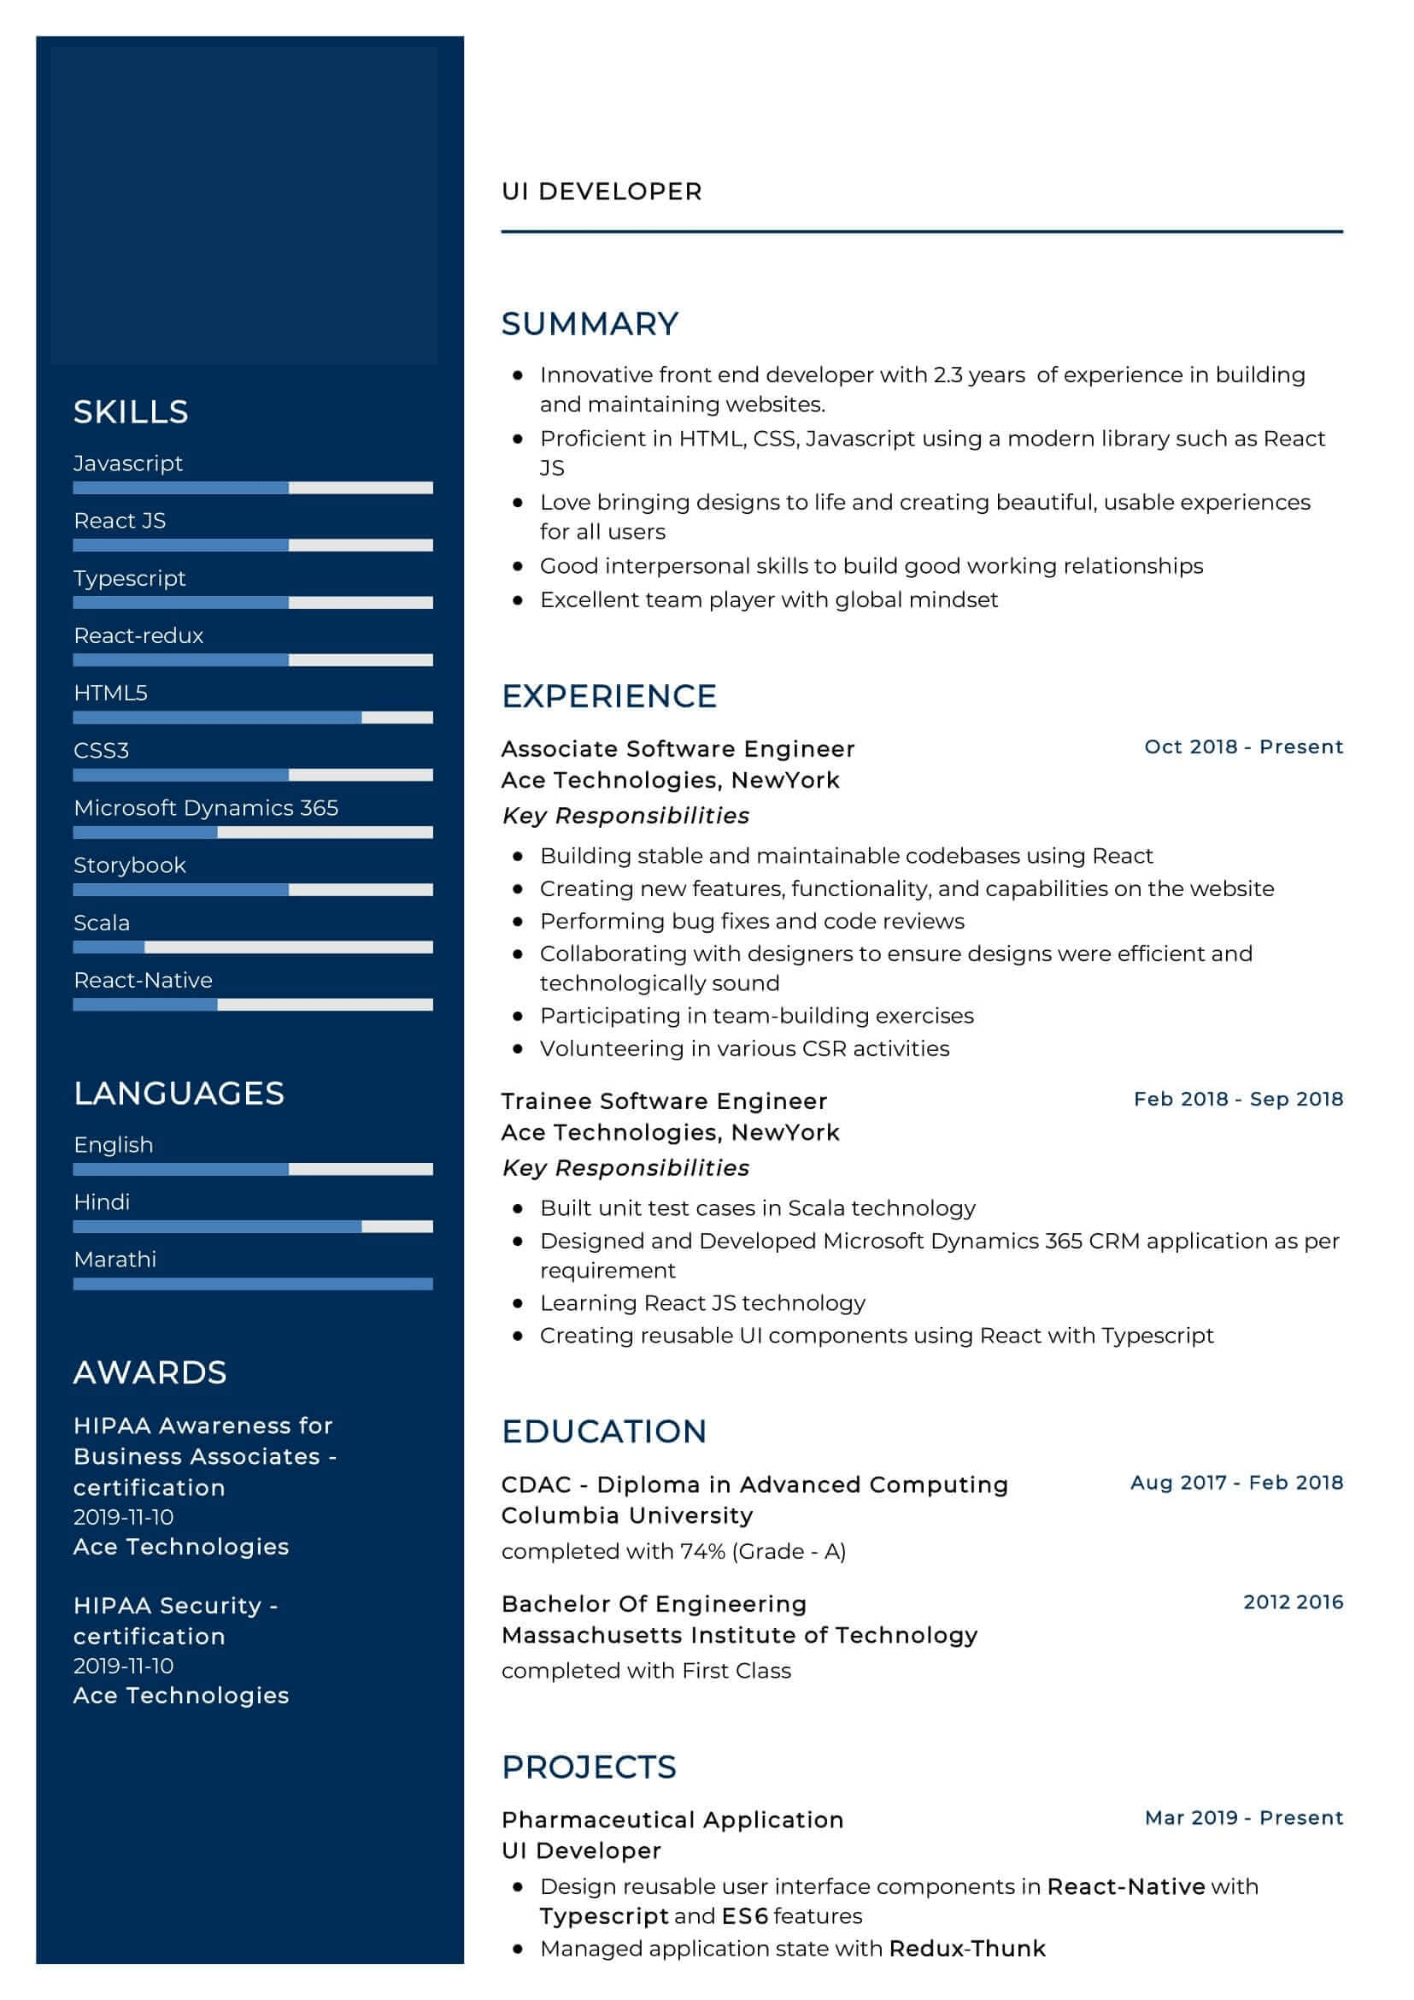 SKILLS
Javascript
React JS
Typescript
React-redux
HTML5
CSS3
Microsoft Dynamics 365
Storybook
Scala
React-Native
LANGUAGES
English
Hindi
Marathi
AWARDS
HIPAA Awareness for
Business Associates -
certification
2019-11-10
Ace Technologies
HIPAA Security -
certification
2019-11-10
Ace Technologies
UI DEVELOPER
SUMMARY
● Innovative front end developer with 2.3 years  of experience in building
and maintaining websites.
● Proficient in HTML, CSS, Javascript using a modern library such as React
JS
● Love bringing designs to life and creating beautiful, usable experiences
for all users
● Good interpersonal skills to build good working relationships
● Excellent team player with global mindset
EXPERIENCE
Associate Software Engineer Oct 2018 - Present
Ace Technologies, NewYork
Key Responsibilities
● Building stable and maintainable codebases using React
● Creating new features, functionality, and capabilities on the website
● Performing bug fixes and code reviews
● Collaborating with designers to ensure designs were efficient and
technologically sound
● Participating in team-building exercises
● Volunteering in various CSR activities
Trainee Software Engineer Feb 2018 - Sep 2018
Ace Technologies, NewYork
Key Responsibilities
● Built unit test cases in Scala technology
● Designed and Developed Microsoft Dynamics 365 CRM application as per
requirement
● Learning React JS technology
● Creating reusable UI components using React with Typescript
EDUCATION
CDAC - Diploma in Advanced Computing Aug 2017 - Feb 2018
Columbia University
completed with 74% (Grade - A)
Bachelor Of Engineering 2012 2016
Massachusetts Institute of Technology
completed with First Class
PROJECTS
Pharmaceutical Application Mar 2019 - Present
UI Developer
● Design reusable user interface components in React-Native with
Typescript and ES6 features
● Managed application state with Redux-Thunk